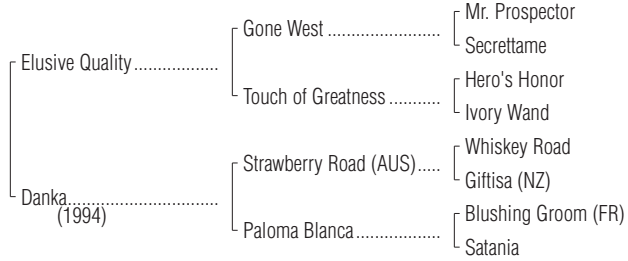 Mr. Prospector
Gone West ........................
Secrettame
Elusive Quality ..................
Hero's Honor
Touch of Greatness ...........
Ivory Wand
Whiskey Road
Strawberry Road (AUS).....
Giftisa (NZ)
Danka................................
(1994)
Blushing Groom (FR)
Paloma Blanca..................
Satania